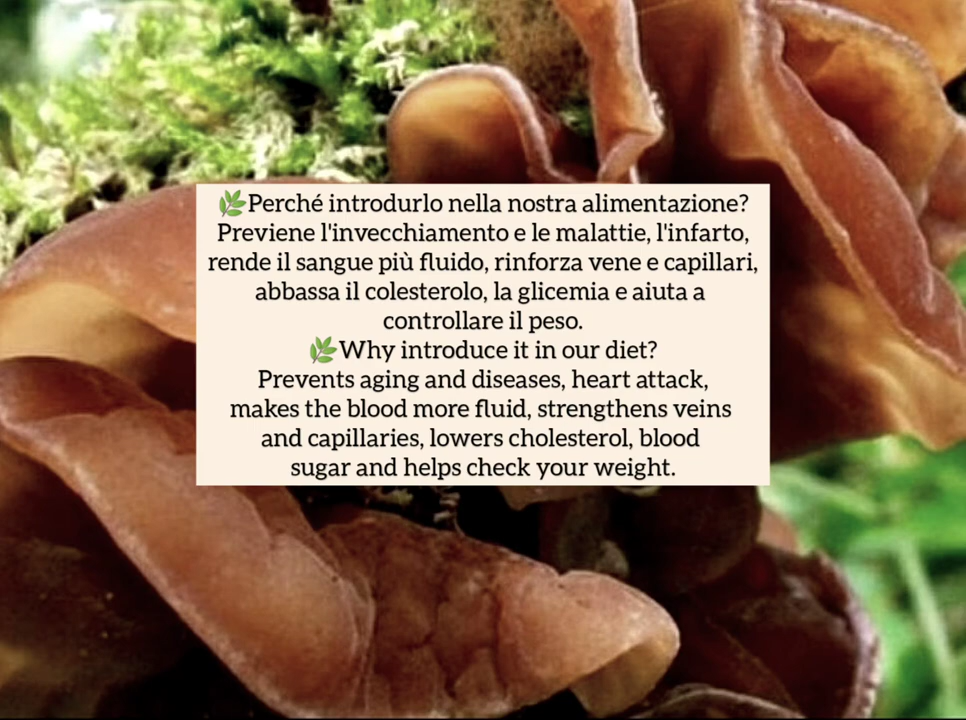 🌿Perché introdurlo nella nostra alimentazione?
Previene l'invecchiamento e le malattie, l'infarto,
rende il sangue più fluido, rinforza vene e capillari,
abbassa il colesterolo, la glicemia e aiuta a
controllare il peso.
🌿Why introduce it in our diet?
Prevents aging and diseases, heart attack,
makes the blood more fluid, strengthens veins
and capillaries, lowers cholesterol, blood
sugar and helps check your weight.